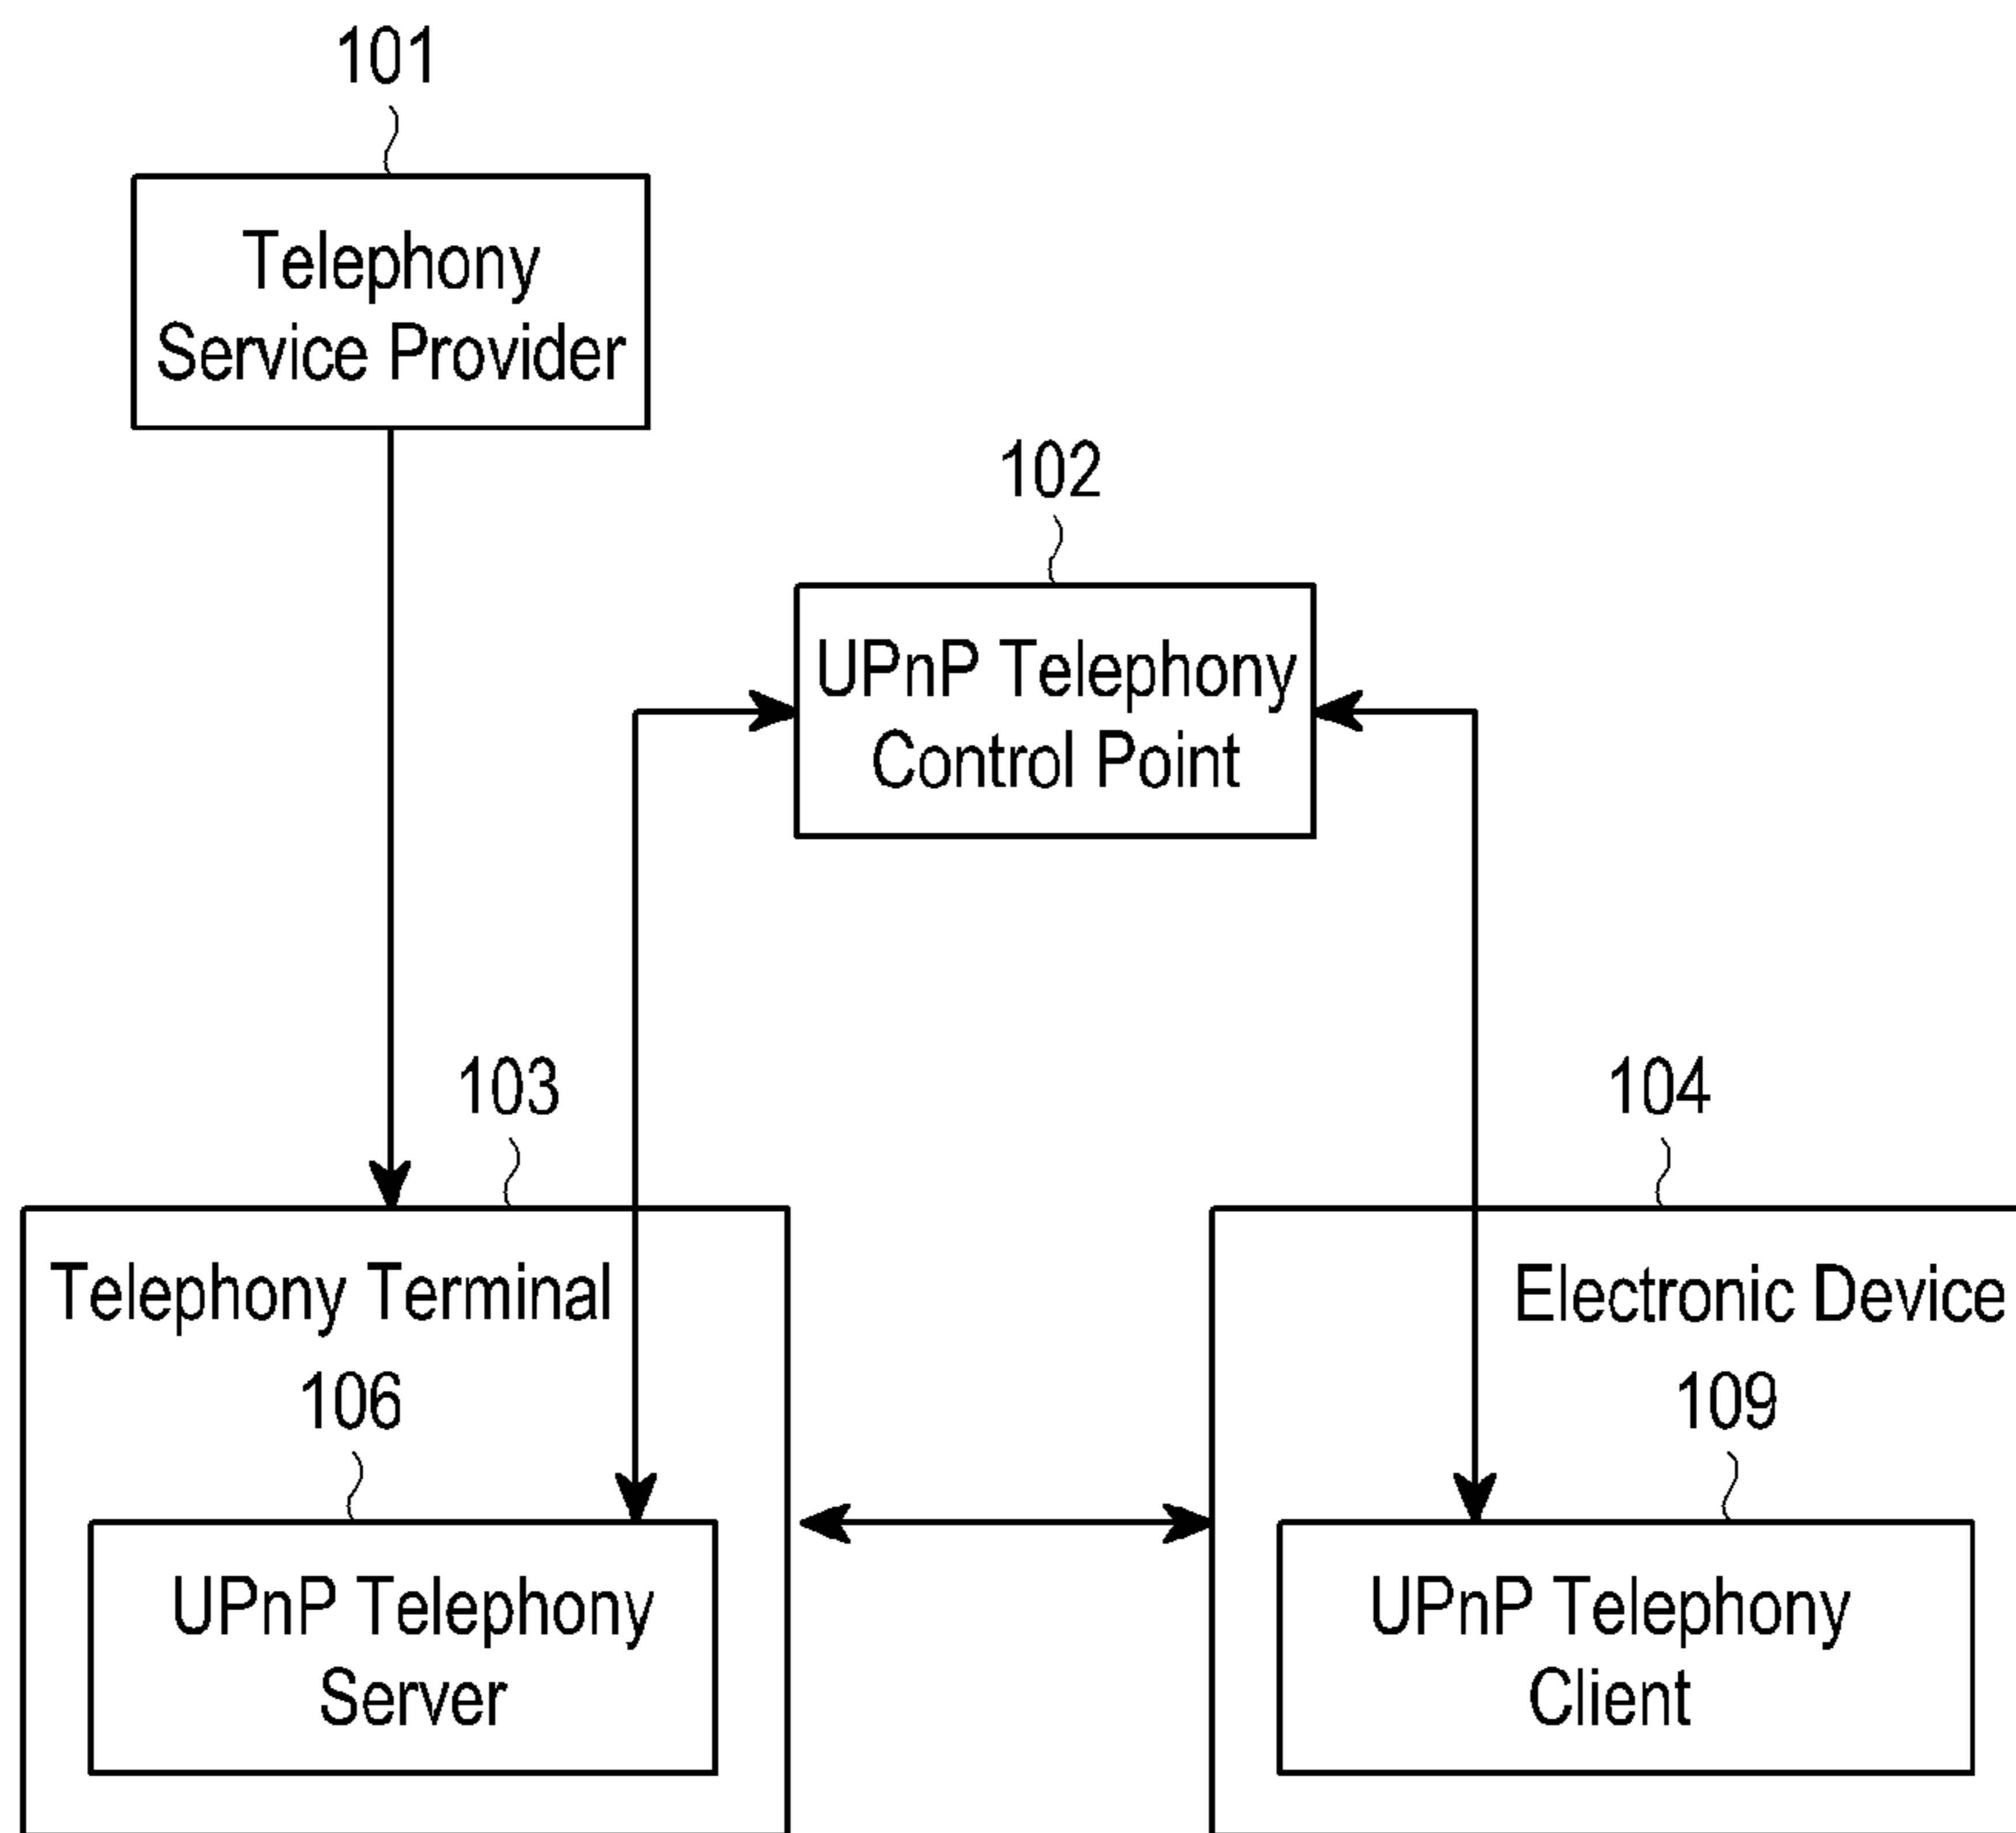 101
Telephony
Service Provider
102
UPnP Telephony
Control Point
103
104
Telephony Terminal
Electronic Device
106
109
UPnP Telephony
Server
UPnP Telephony
Client